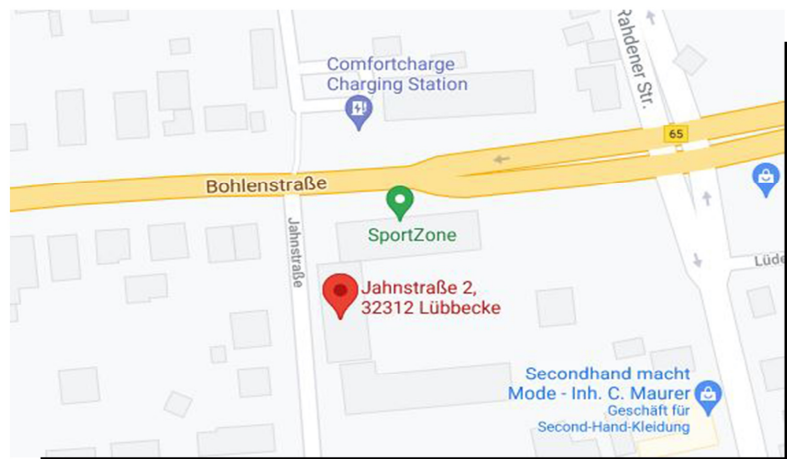 Rahdener Str.
Comfortcharge
Charging Station
65
Bohlenstraße
Jahnstraße
SportZone
Lüde
Jahnstraße 2,
32312 Lübbecke
Secondhand macht
Mode - Inh. C. Maurer
Geschäft für
Second-Hand-Kleidung